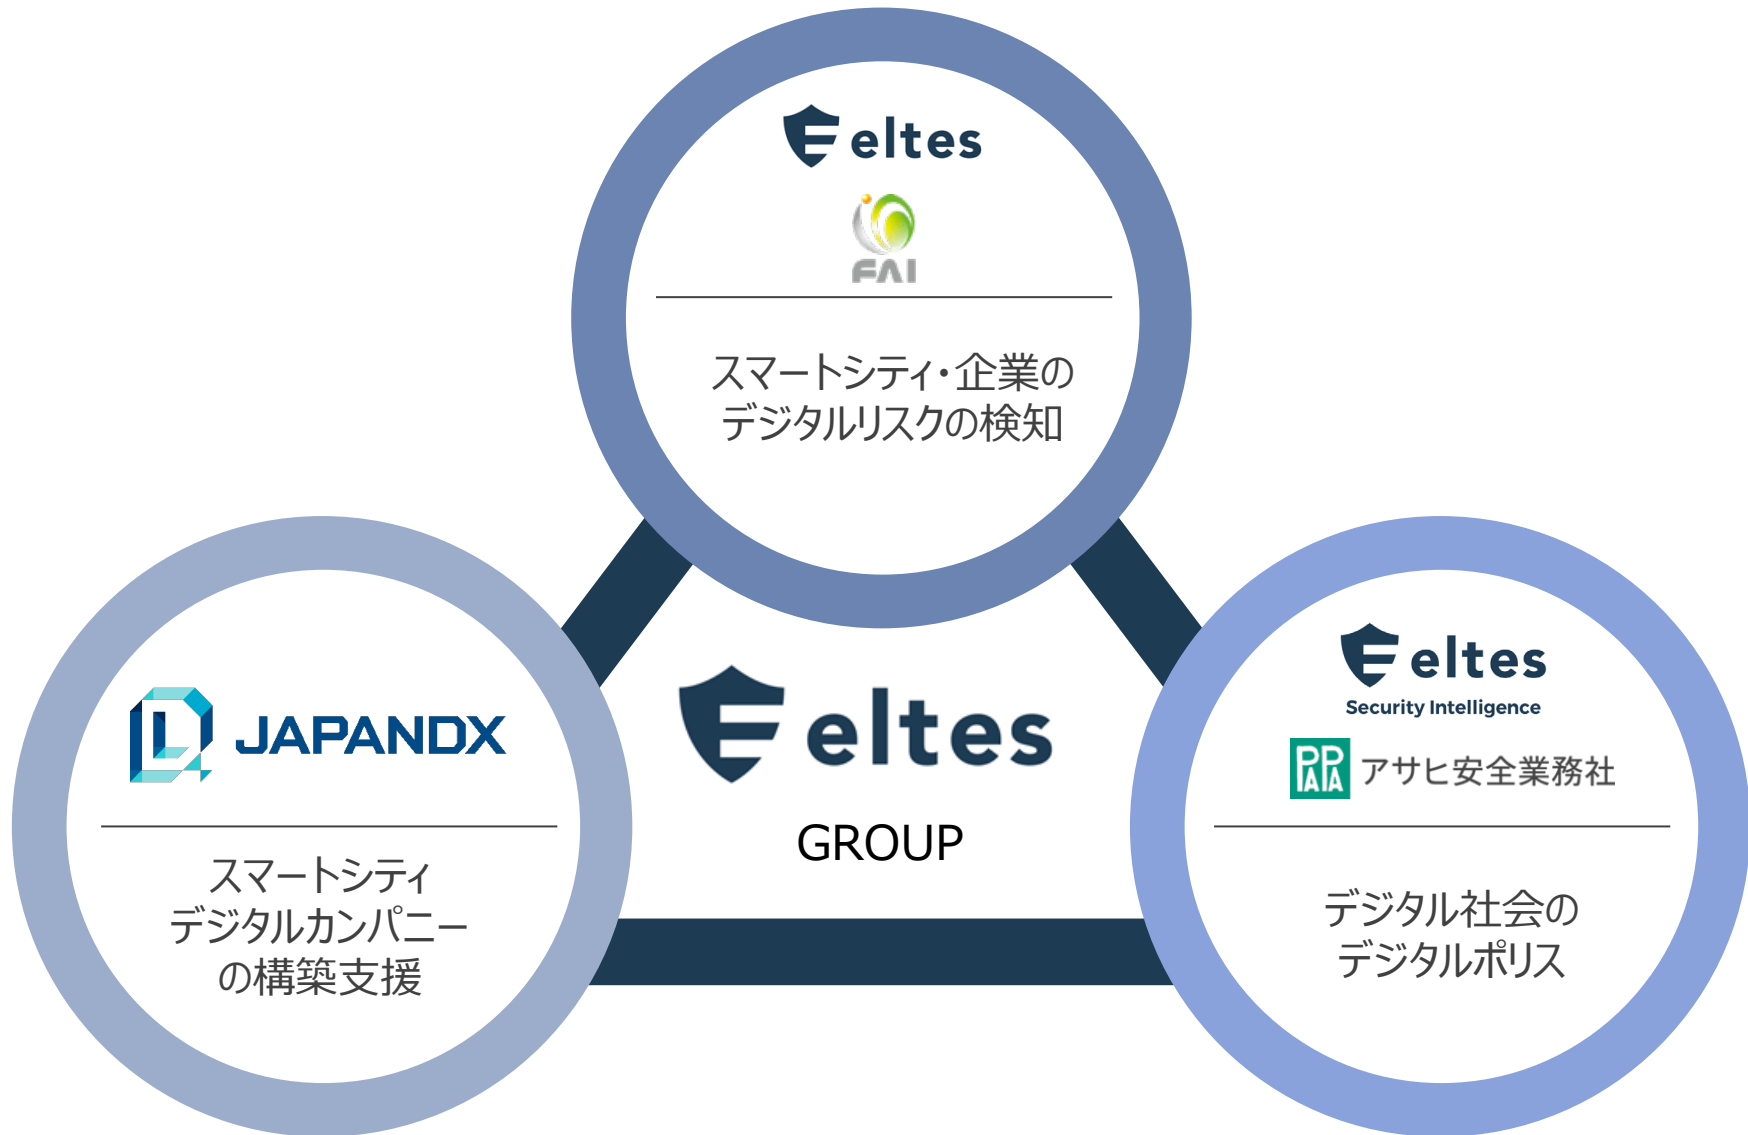 eltes
FAI
スマートシティ・企業の
デジタルリスクの検知
JAPANDX
スマートシティ
デジタルカンパニー
の構築支援
eltes
GROUP
eltes
Security Intelligence
アサヒ安全業務社
デジタル社会の
デジタルポリス